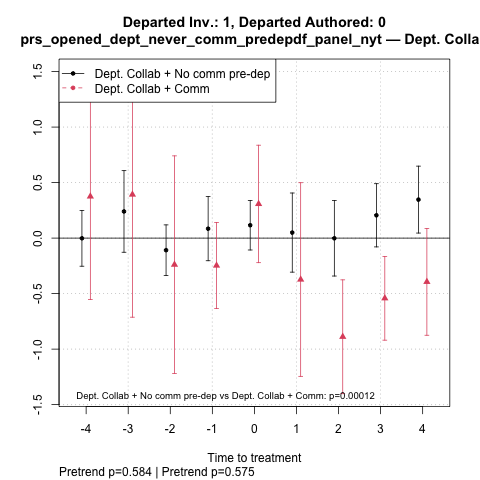 Departed Inv.: 1, Departed Authored: 0
prs_opened_dept_never_comm_predepdf_panel_nyt — Dept. Colla
Dept. Collab + No comm pre-dep
Dept. Collab + Comm
1.5
1.0
0.5
0.0
-0.5
-1.0
-1.5
Dept. Collab + No comm pre-dep vs Dept. Collab + Comm: p=0.00012
-4 -3 -2 -1 0 1 2 3 4
Time to treatment
Pretrend p=0.584 | Pretrend p=0.575